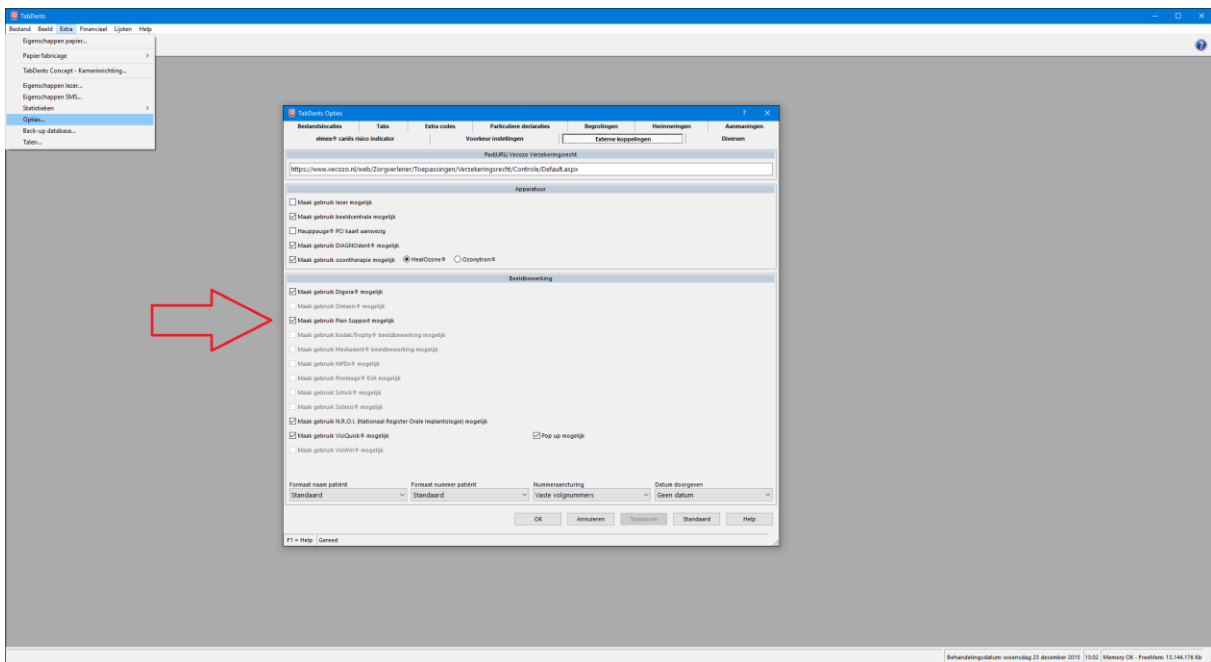 TabDents
Bestand Beeld Extra Financieel Lijsten Help
Eigenschappen papier...
Papier fabricage
TabDents Concept - Kamerinrichting...
Eigenschappen lezer...
Eigenschappen SMS...
Statistieken
Opties...
Back-up database...
Talen...
TabDents Opties
Bestandslocaties Tabs Extra codes Particuliere declaraties Begrotingen Herinneringen Aanmaningen
elmex® cariës risico indicator Voorkeur instellingen Externe koppelingen Diversen
Pad(URL) Vecozo Verzekeringsrecht
https://www.vecozo.nl/web/Zorgverlener/Toepassingen/Verzekeringsrecht/Controle/Default.aspx
Apparatuur
Maak gebruik lezer mogelijk
Maak gebruik beeldcentrale mogelijk
Hauppauge® PCI kaart aanwezig
Maak gebruik DIAGNOdent® mogelijk
Maak gebruik ozontherapie mogelijk HealOzone® Ozonytron®
Beeldbewerking
Maak gebruik Digora® mogelijk
Maak gebruik Dimaxis® mogelijk
Maak gebruik Pien Support mogelijk
Maak gebruik Kodak/Trophy® beeldbewerking mogelijk
Maak gebruik Mediadent® beeldbewerking mogelijk
Maak gebruik MPDx® mogelijk
Maak gebruik ProImage® EVA mogelijk
Maak gebruik Schick® mogelijk
Maak gebruik Sidexis® mogelijk
Maak gebruik N.R.O.I. (Nationaal Register Orale Implantologie) mogelijk
Maak gebruik VisiQuick® mogelijk Pop up mogelijk
Maak gebruik VixWin® mogelijk
Formaat naam patiënt Formaat nummer patiënt Nummeraansturing Datum doorgeven
Standaard Standaard Vaste volgnummers Geen datum
OK Annuleren Toepassen Standaard Help
F1 = Help Gereed
Behandelingsdatum: woensdag 23 december 2015 13:02 Memory OK - FreeMem: 13.144.176 Kb